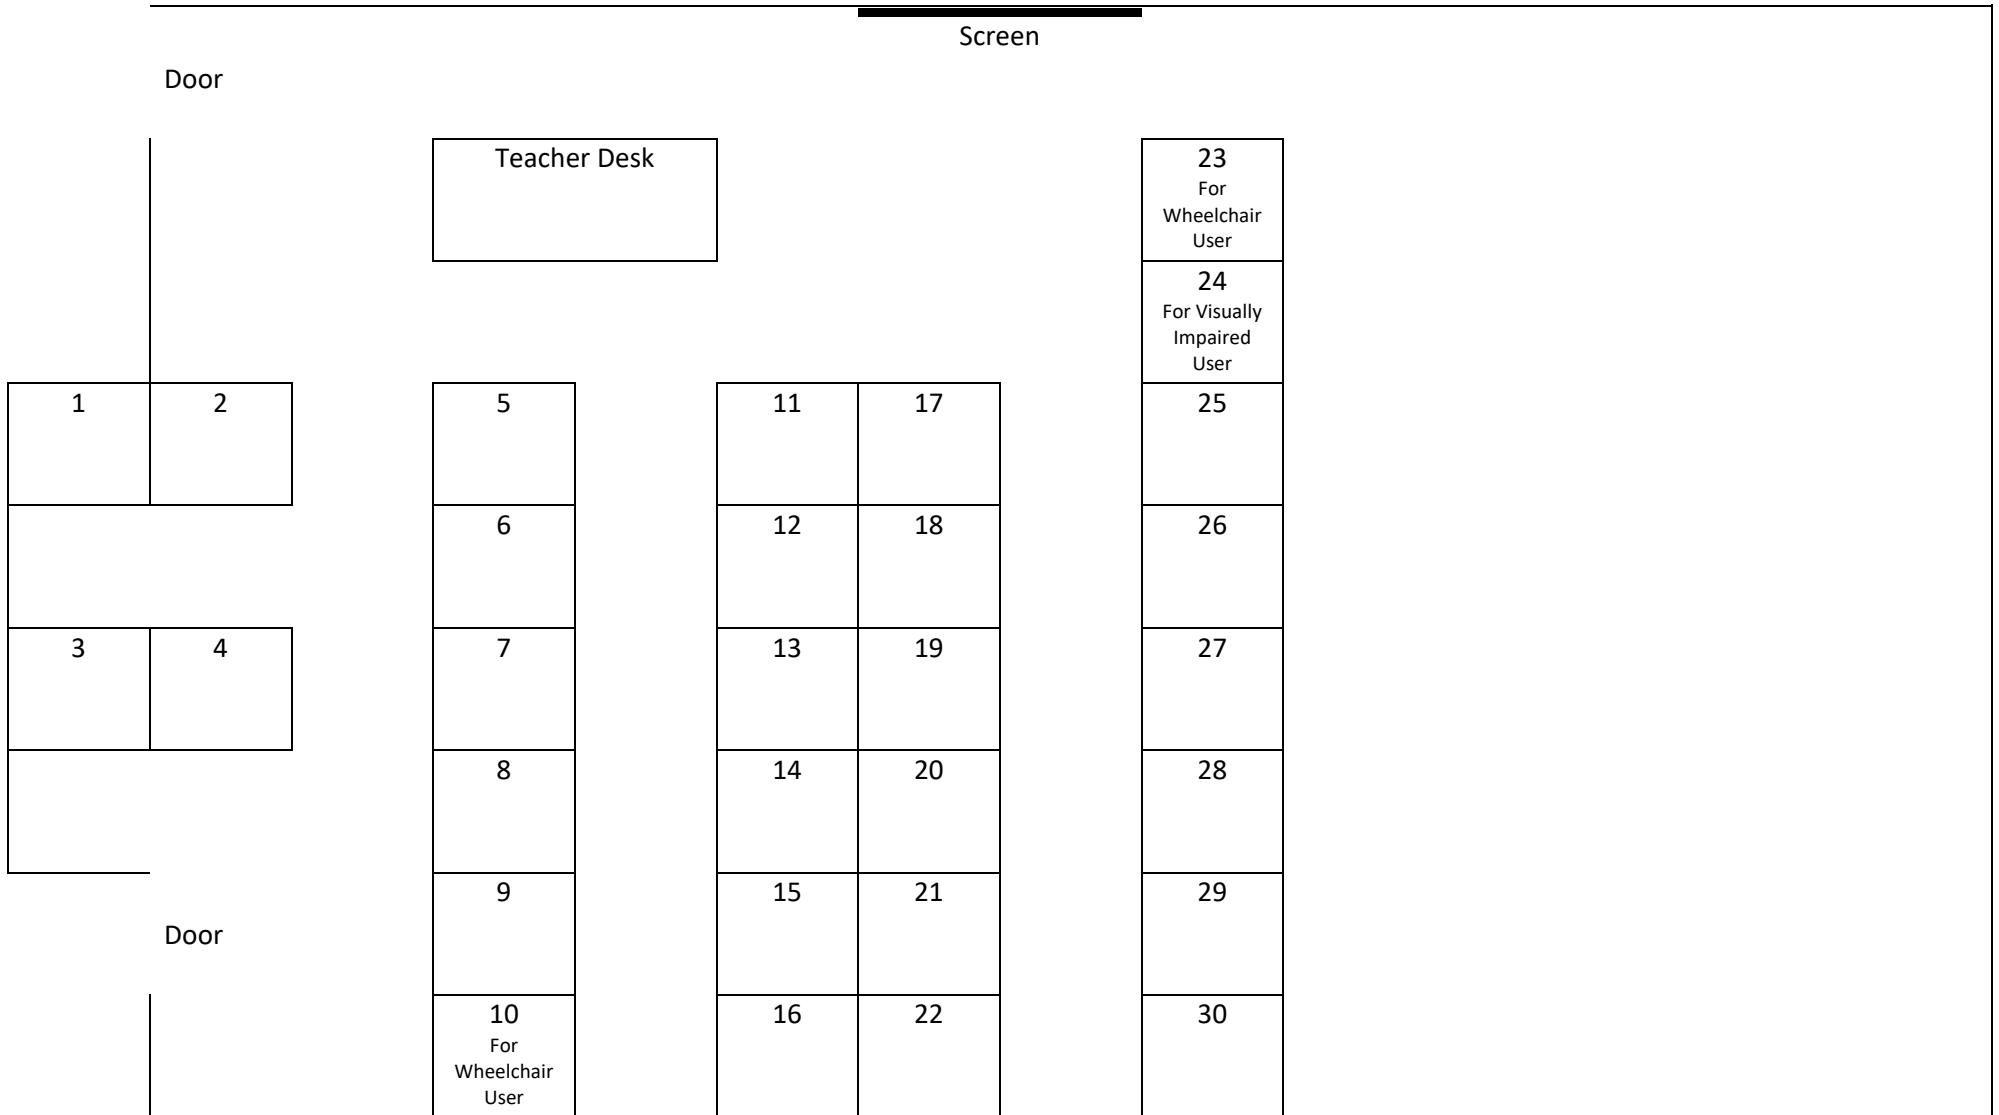 Screen
Door
Teacher Desk
23
For
Wheelchair
User
24
For Visually
Impaired
User
1
2
5
11
17
25
6
12
18
26
3
4
7
13
19
27
8
14
20
28
9
15
21
29
Door
10
For
Wheelchair
User
16
22
30